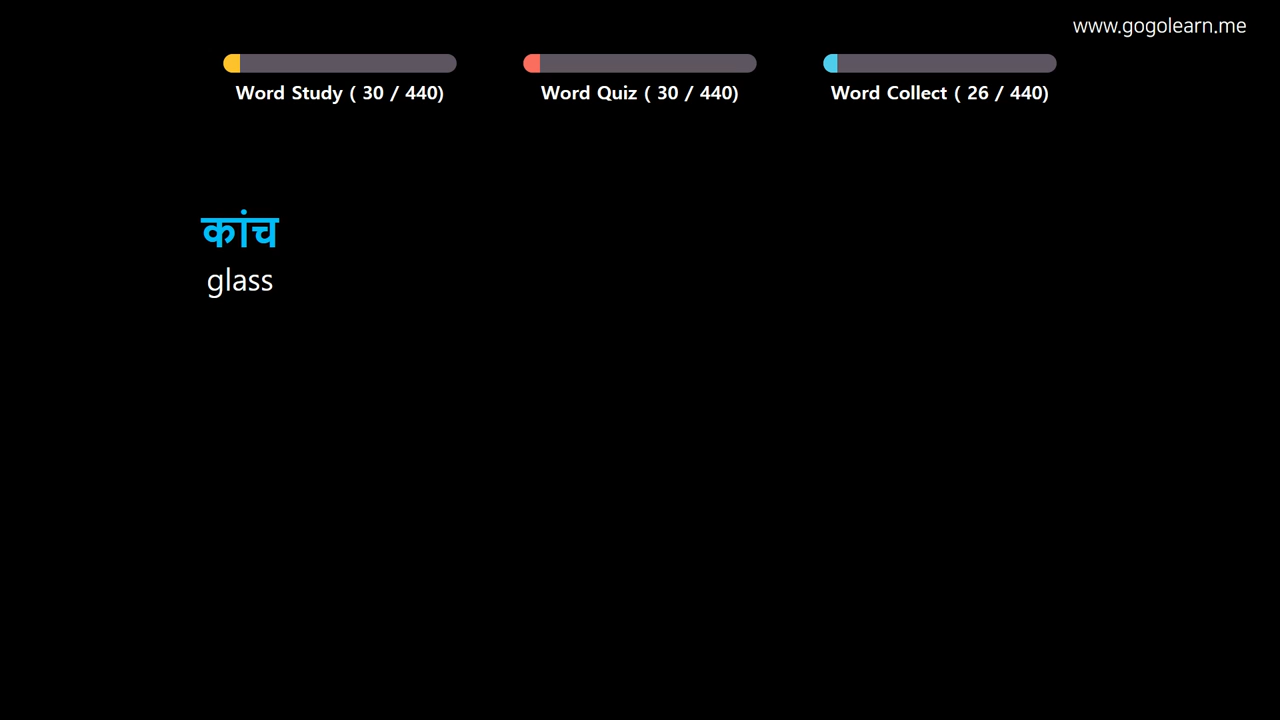 www.gogolearn.me
Word Study ( 30 / 440)
Word Quiz ( 30 / 440)
Word Collect ( 26 / 440)
कांच
glass